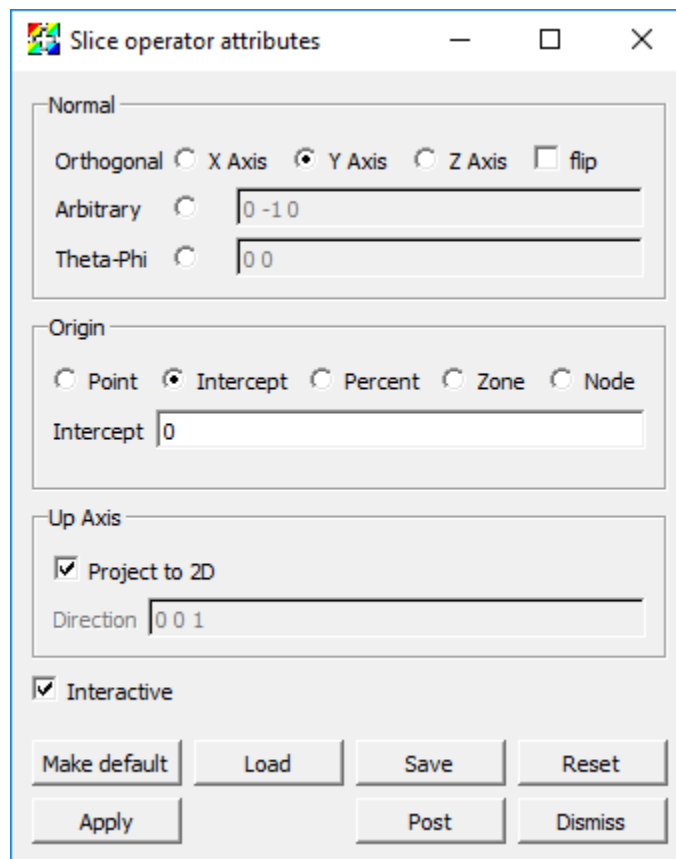 Slice operator attributes
Normal
Orthogonal X Axis Y Axis Z Axis flip
Arbitrary 0 -1 0
Theta-Phi 0 0
Origin
Point Intercept Percent Zone Node
Intercept 0
Up Axis
Project to 2D
Direction 0 0 1
Interactive
Make default Load Save Reset
Apply Post Dismiss